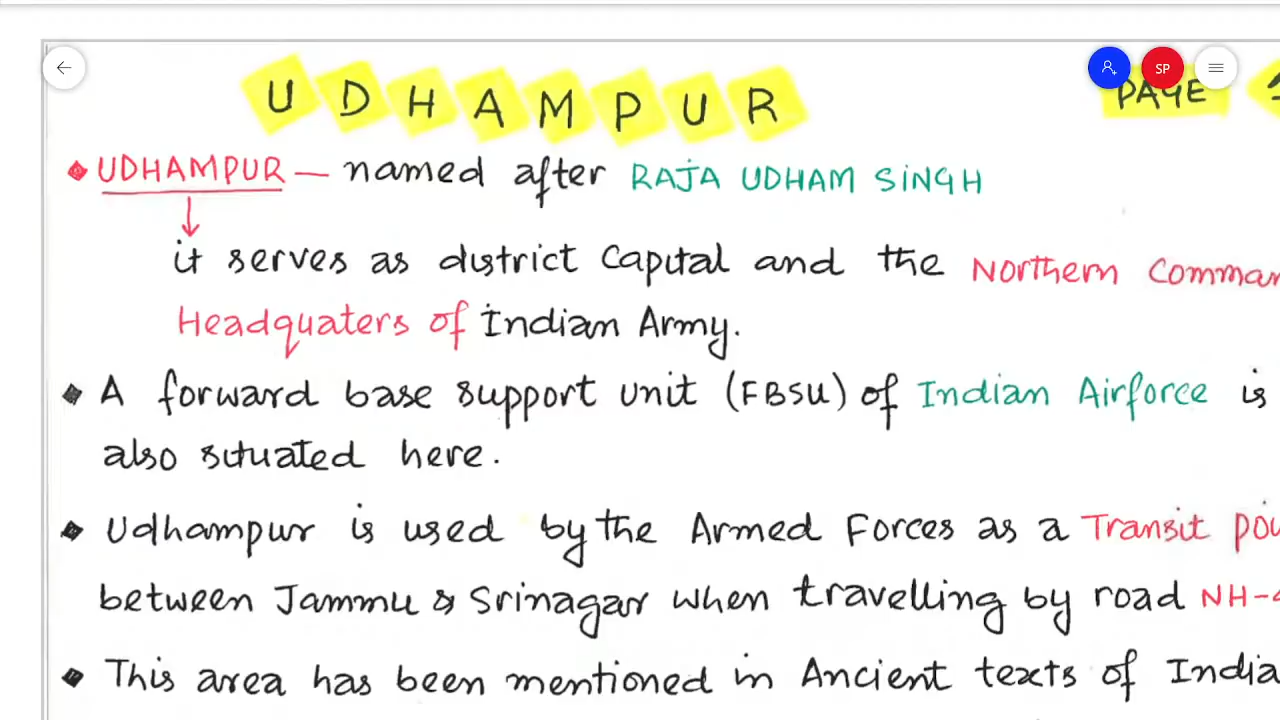 UDHAMPUR
PAGE
SP
UDHAMPUR — named after RAJA UDHAM SINGH
it serves as district Capital and the Northern Comman
Headquaters of Indian Army.
A forward base support unit (FBSU) of Indian Airforce is
also situated here.
Udhampur is used by the Armed Forces as a Transit poi
between Jammu & Srinagar when travelling by road NH-
This area has been mentioned in Ancient texts of India